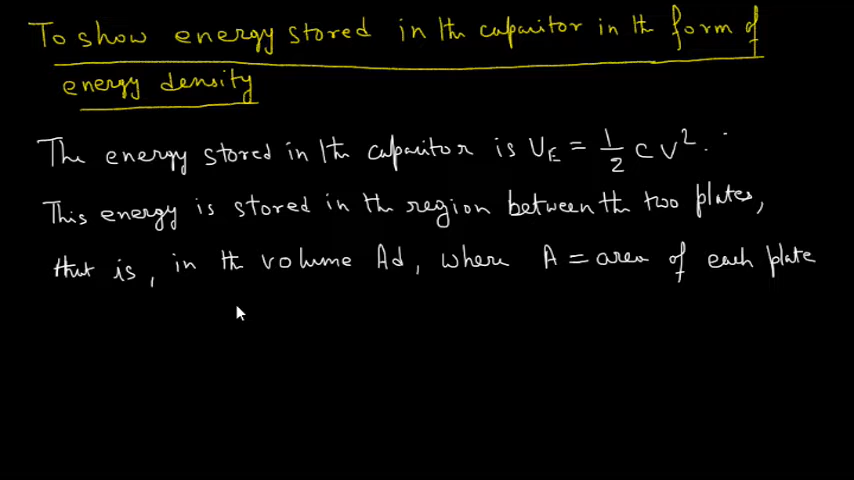 To show energy stored in the capacitor in the form of
energy density
The energy stored in the capacitor is U_E = 1/2 C V².
This energy is stored in the region between the two plates,
that is, in the volume Ad, where A = area of each plate